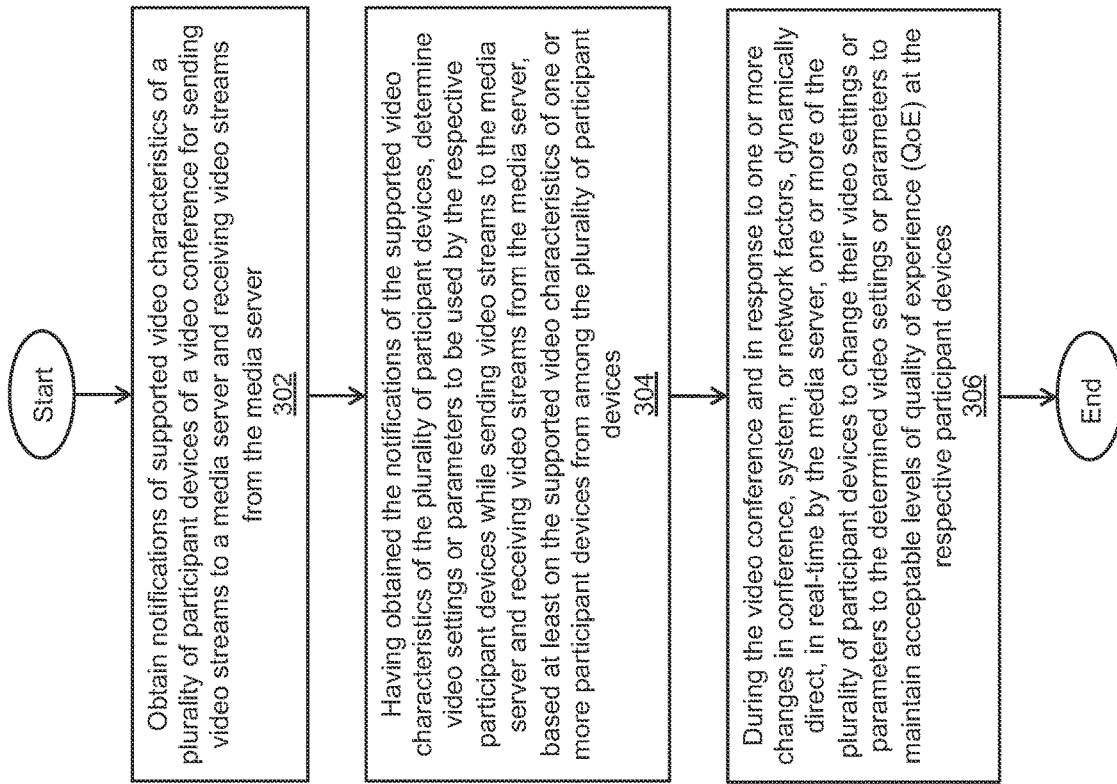 Start
Obtain notifications of supported video characteristics of a
plurality of participant devices of a video conference for sending
video streams to a media server and receiving video streams
from the media server
302
Having obtained the notifications of the supported video
characteristics of the plurality of participant devices, determine
video settings or parameters to be used by the respective
participant devices while sending video streams to the media
server and receiving video streams from the media server,
based at least on the supported video characteristics of one or
more participant devices from among the plurality of participant
devices
304
During the video conference and in response to one or more
changes in conference, system, or network factors, dynamically
direct, in real-time by the media server, one or more of the
plurality of participant devices to change their video settings or
parameters to the determined video settings or parameters to
maintain acceptable levels of quality of experience (QoE) at the
respective participant devices
306
End